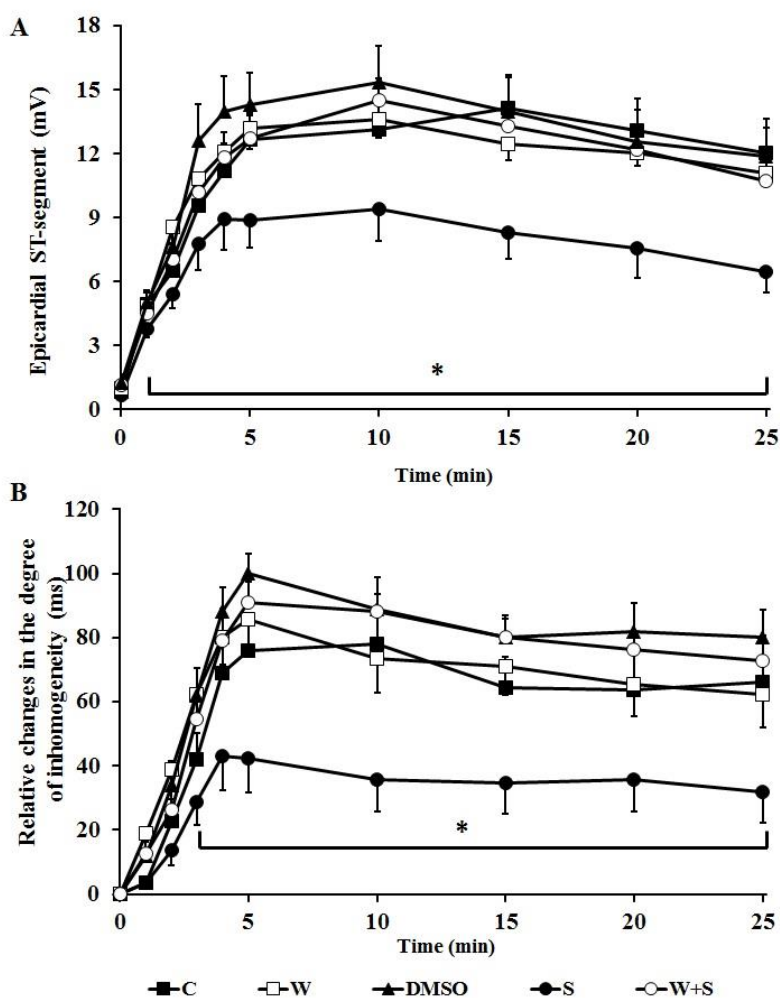 A
18
15
12
9
6
3
0
Epicardial ST-segment (mV)
*
0 5 10 15 20 25
Time (min)
B
120
100
80
60
40
20
0
Relative changes in the degree
of inhomogeneity (ms)
*
0 5 10 15 20 25
Time (min)
C W DMSO S W+S